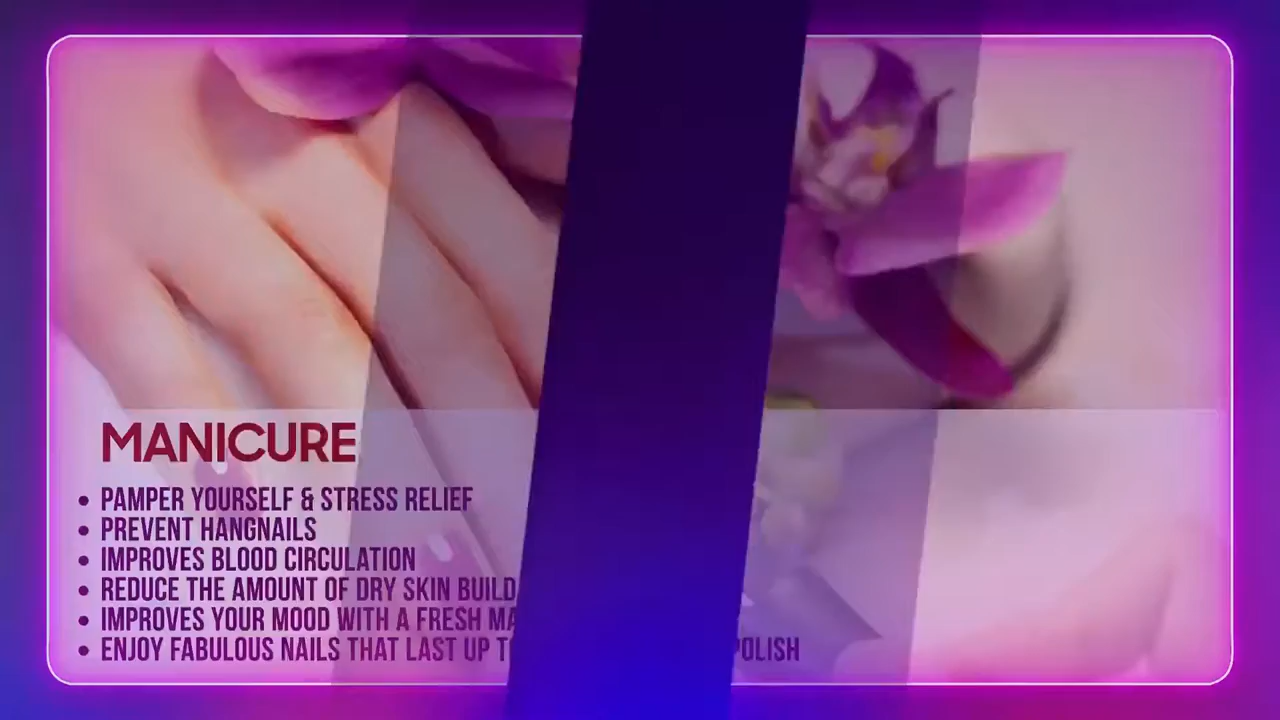 MANICURE
• PAMPER YOURSELF & STRESS RELIEF
• PREVENT HANGNAILS
• IMPROVES BLOOD CIRCULATION
• REDUCE THE AMOUNT OF DRY SKIN BUILD
• IMPROVES YOUR MOOD WITH A FRESH
• ENJOY FABULOUS NAILS THAT LAST UP POLISH